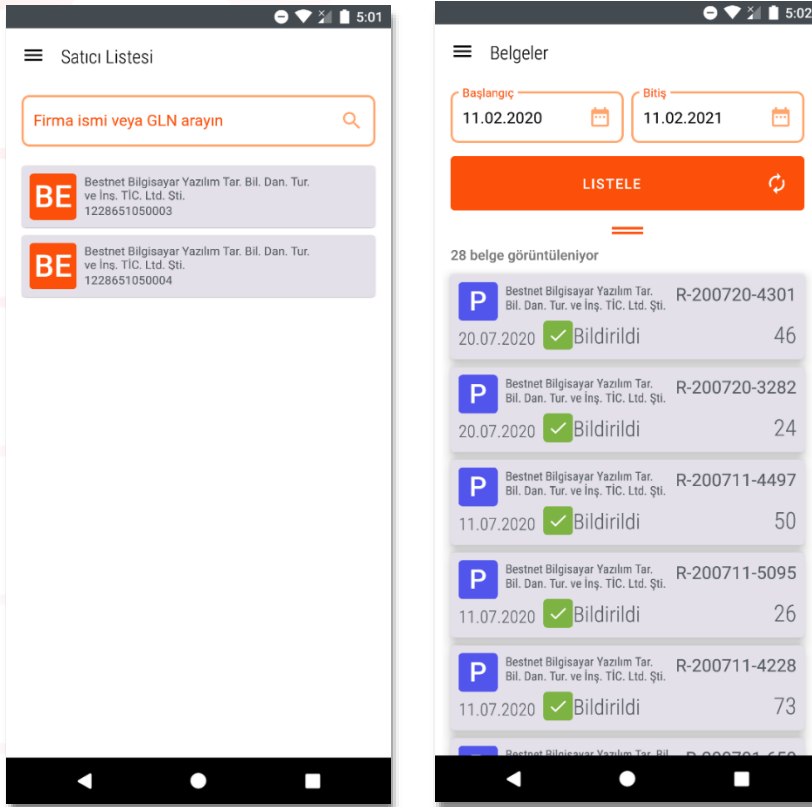 5:01
Satıcı Listesi
Firma ismi veya GLN arayın
BE
Bestnet Bilgisayar Yazılım Tar. Bil. Dan. Tur.
ve İnş. TİC. Ltd. Şti.
1228651050003
BE
Bestnet Bilgisayar Yazılım Tar. Bil. Dan. Tur.
ve İnş. TİC. Ltd. Şti.
1228651050004
5:02
Belgeler
Başlangıç
11.02.2020
Bitiş
11.02.2021
LISTELE
28 belge görüntüleniyor
P
Bestnet Bilgisayar Yazılım Tar.
Bil. Dan. Tur. ve İnş. TİC. Ltd. Şti.
R-200720-4301
20.07.2020 Bildirildi 46
P
Bestnet Bilgisayar Yazılım Tar.
Bil. Dan. Tur. ve İnş. TİC. Ltd. Şti.
R-200720-3282
20.07.2020 Bildirildi 24
P
Bestnet Bilgisayar Yazılım Tar.
Bil. Dan. Tur. ve İnş. TİC. Ltd. Şti.
R-200711-4497
11.07.2020 Bildirildi 50
P
Bestnet Bilgisayar Yazılım Tar.
Bil. Dan. Tur. ve İnş. TİC. Ltd. Şti.
R-200711-5095
11.07.2020 Bildirildi 26
P
Bestnet Bilgisayar Yazılım Tar.
Bil. Dan. Tur. ve İnş. TİC. Ltd. Şti.
R-200711-4228
11.07.2020 Bildirildi 73
Bestnet Bilgisayar Yazılım Tar. Bil